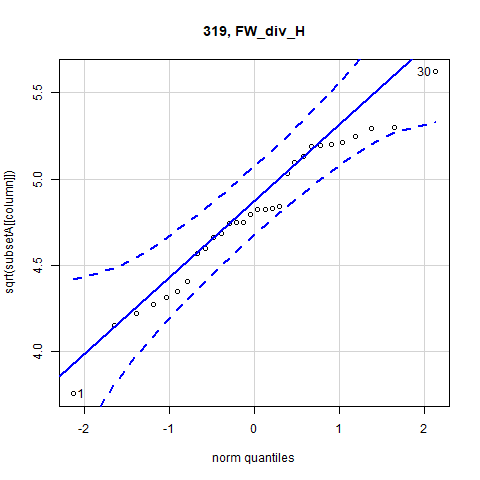 319, FW_div_H
sqrt(subsetA[[column]])
5.5
5.0
4.5
4.0
30
1
-2 -1 0 1 2
norm quantiles